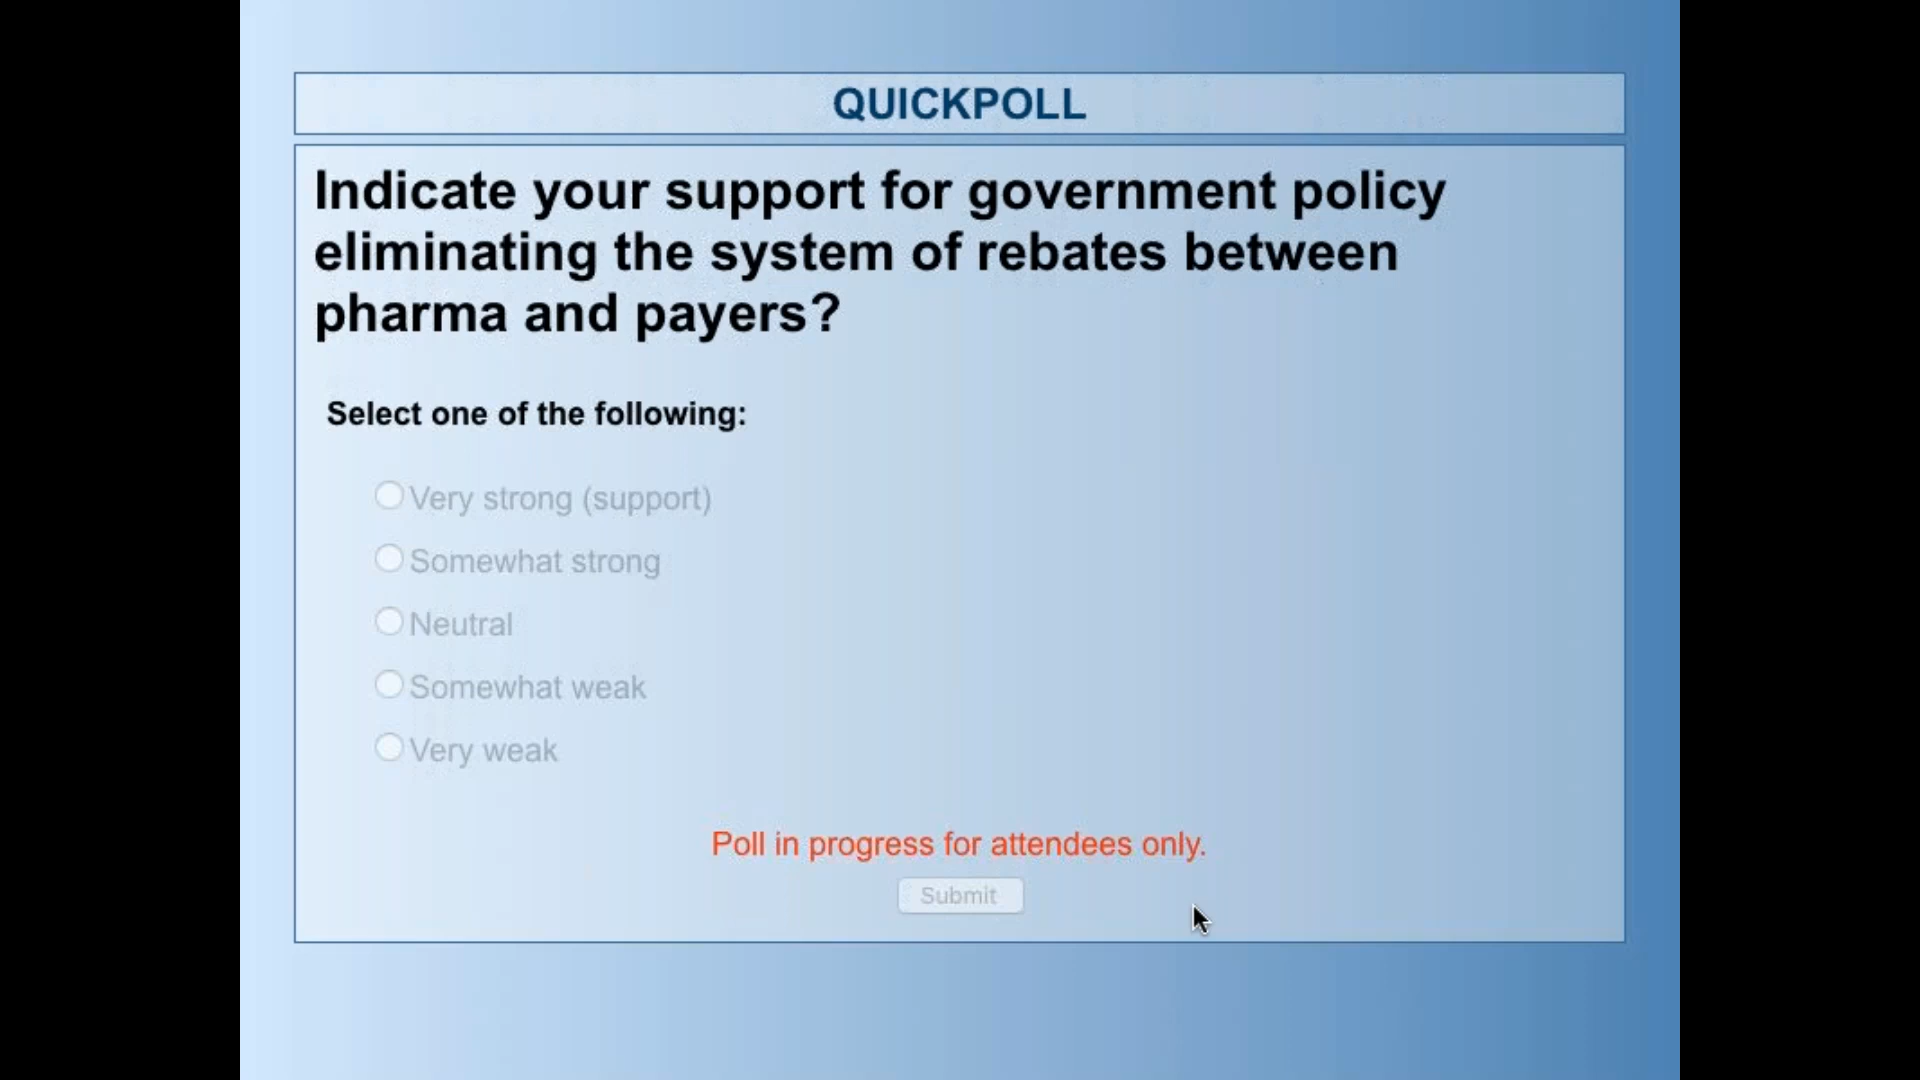 QUICKPOLL
Indicate your support for government policy
eliminating the system of rebates between
pharma and payers?
Select one of the following:
Very strong (support)
Somewhat strong
Neutral
Somewhat weak
Very weak
Poll in progress for attendees only.
Submit